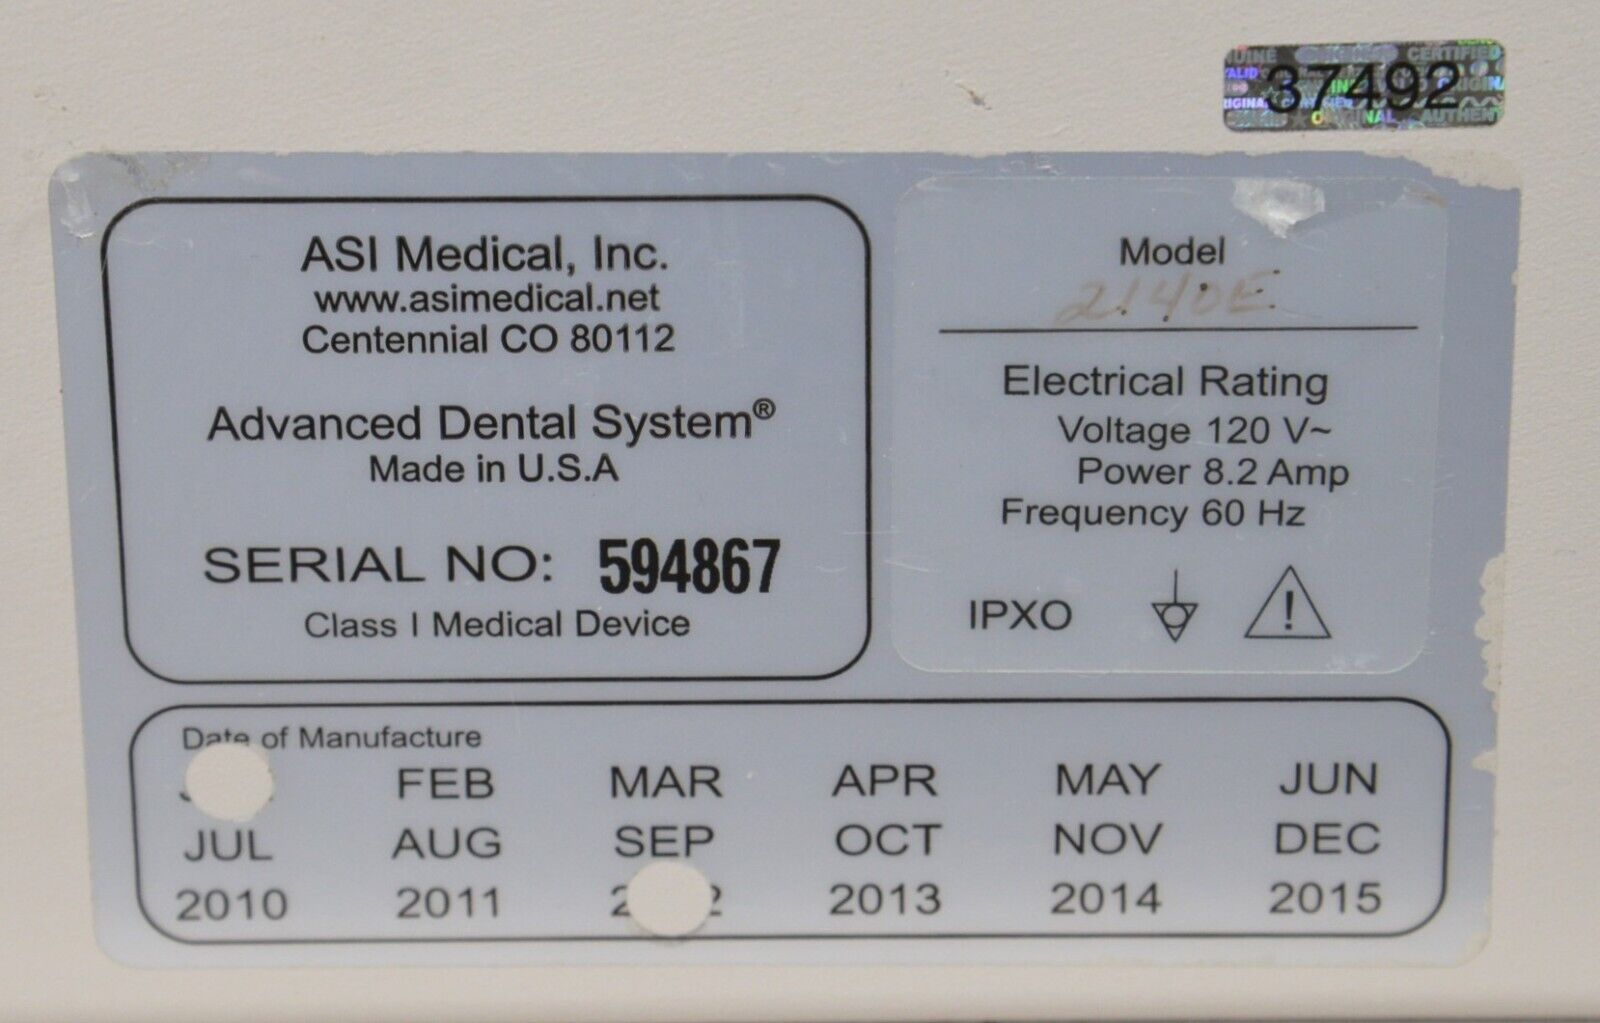 37492
ASI Medical, Inc.
www.asimedical.net
Centennial CO 80112
Advanced Dental System®
Made in U.S.A
SERIAL NO: 594867
Class I Medical Device
Model
2140E
Electrical Rating
Voltage 120 V~
Power 8.2 Amp
Frequency 60 Hz
IPXO
!
Date of Manufacture
FEB MAR APR MAY JUN
JUL AUG SEP OCT NOV DEC
2010 2011 2013 2014 2015